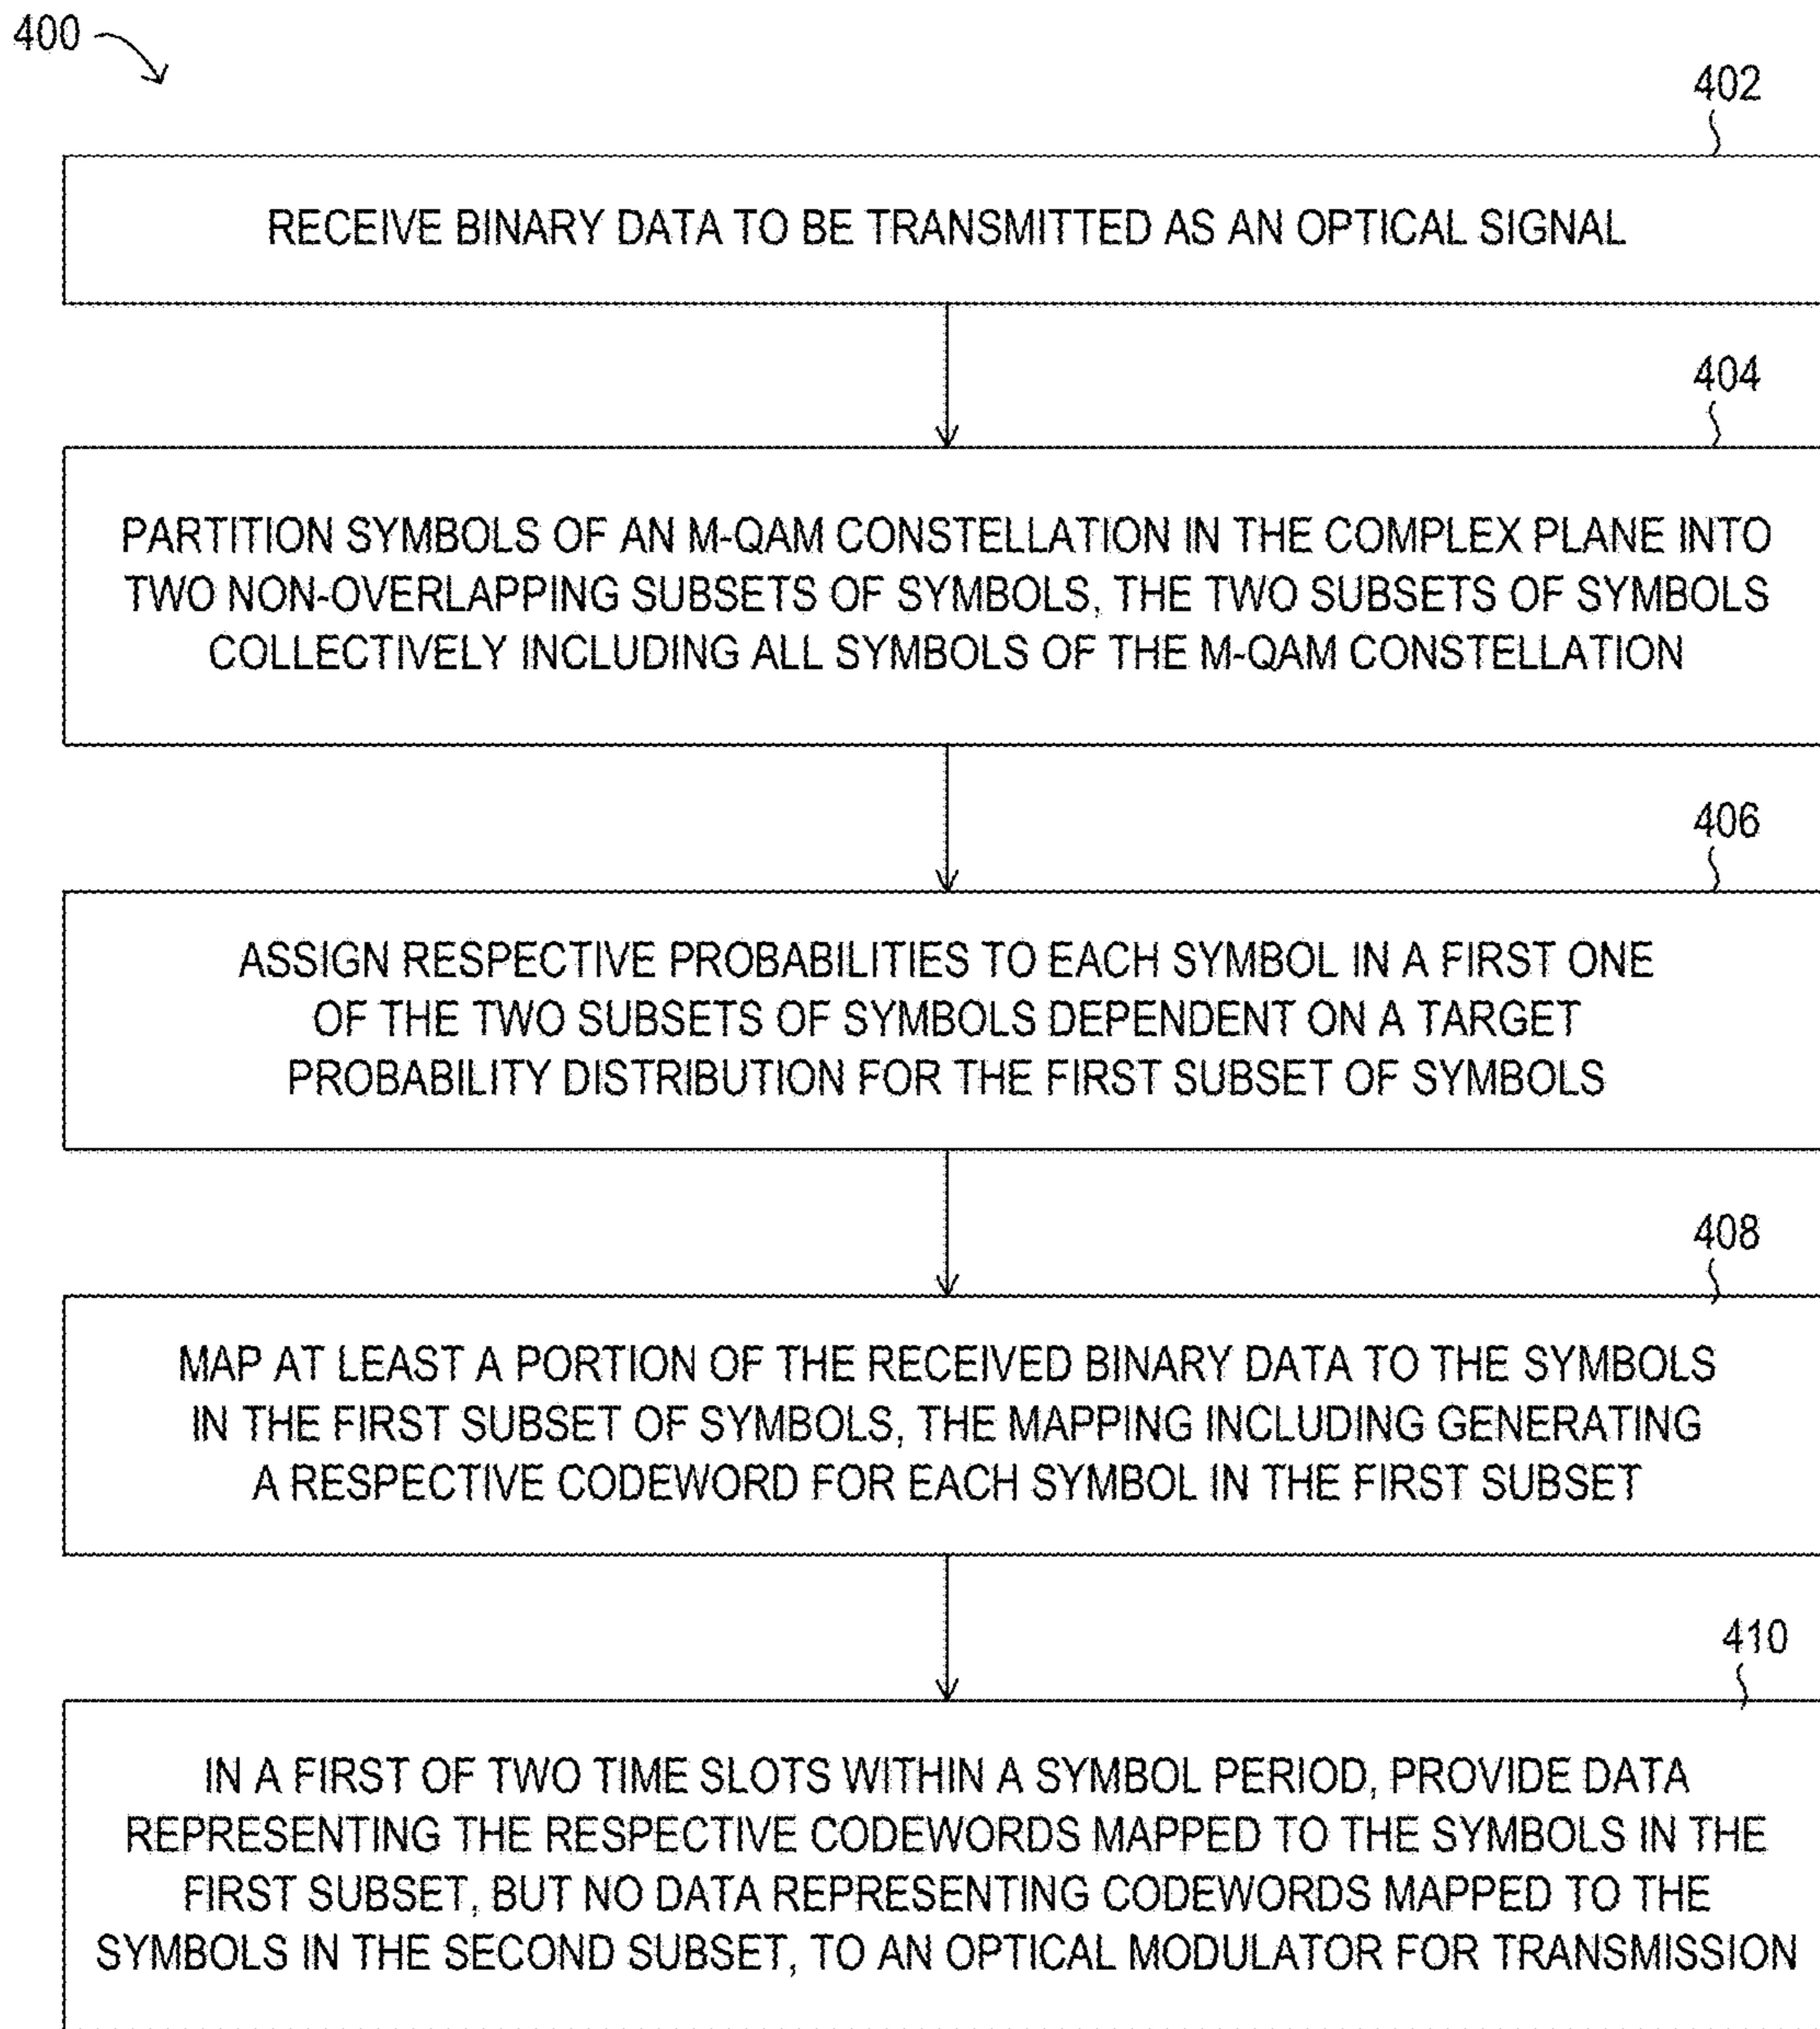 400
402
RECEIVE BINARY DATA TO BE TRANSMITTED AS AN OPTICAL SIGNAL
404
PARTITION SYMBOLS OF AN M-QAM CONSTELLATION IN THE COMPLEX PLANE INTO
TWO NON-OVERLAPPING SUBSETS OF SYMBOLS, THE TWO SUBSETS OF SYMBOLS
COLLECTIVELY INCLUDING ALL SYMBOLS OF THE M-QAM CONSTELLATION
406
ASSIGN RESPECTIVE PROBABILITIES TO EACH SYMBOL IN A FIRST ONE
OF THE TWO SUBSETS OF SYMBOLS DEPENDENT ON A TARGET
PROBABILITY DISTRIBUTION FOR THE FIRST SUBSET OF SYMBOLS
408
MAP AT LEAST A PORTION OF THE RECEIVED BINARY DATA TO THE SYMBOLS
IN THE FIRST SUBSET OF SYMBOLS, THE MAPPING INCLUDING GENERATING
A RESPECTIVE CODEWORD FOR EACH SYMBOL IN THE FIRST SUBSET
410
IN A FIRST OF TWO TIME SLOTS WITHIN A SYMBOL PERIOD, PROVIDE DATA
REPRESENTING THE RESPECTIVE CODEWORDS MAPPED TO THE SYMBOLS IN THE
FIRST SUBSET, BUT NO DATA REPRESENTING CODEWORDS MAPPED TO THE
SYMBOLS IN THE SECOND SUBSET, TO AN OPTICAL MODULATOR FOR TRANSMISSION